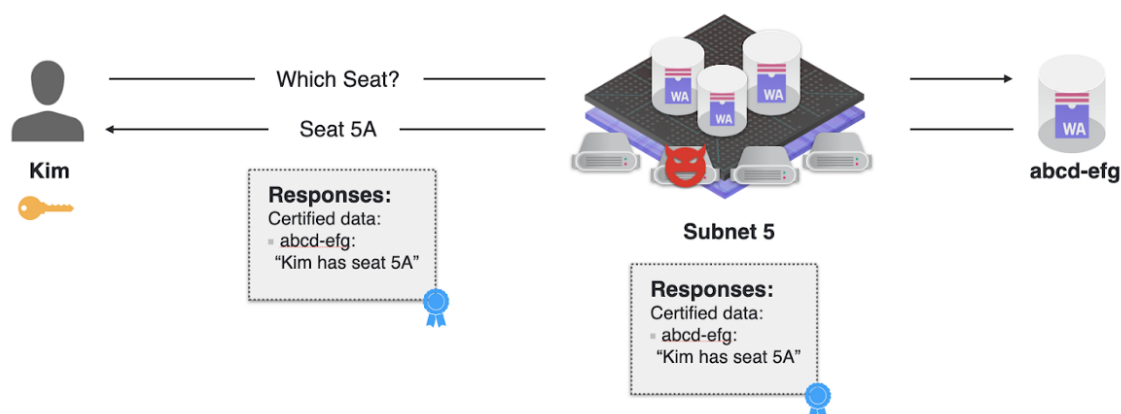 Which Seat?
Seat 5A
Kim
Responses:
Certified data:
abcd-efg:
“Kim has seat 5A”
WA
WA
WA
Subnet 5
Responses:
Certified data:
abcd-efg:
“Kim has seat 5A”
WA
abcd-efg